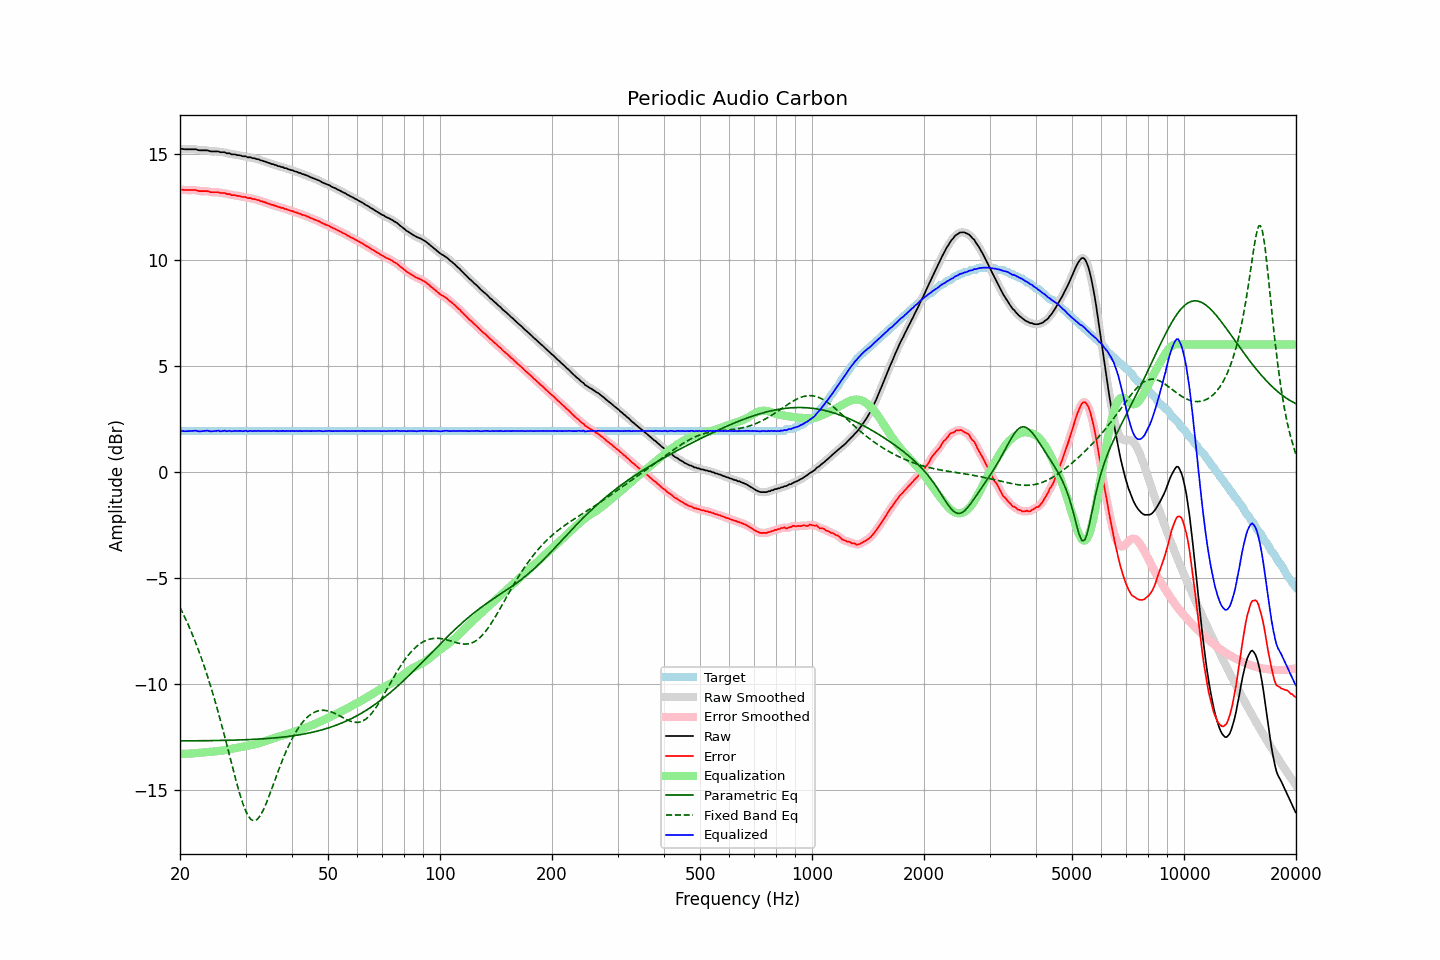 Periodic Audio Carbon
Amplitude (dBr)
15
10
5
0
−5
−10
−15
Target
Raw Smoothed
Error Smoothed
Raw
Error
Equalization
Parametric Eq
Fixed Band Eq
Equalized
20
50
100
200
500
1000
2000
5000
10000
20000
Frequency (Hz)